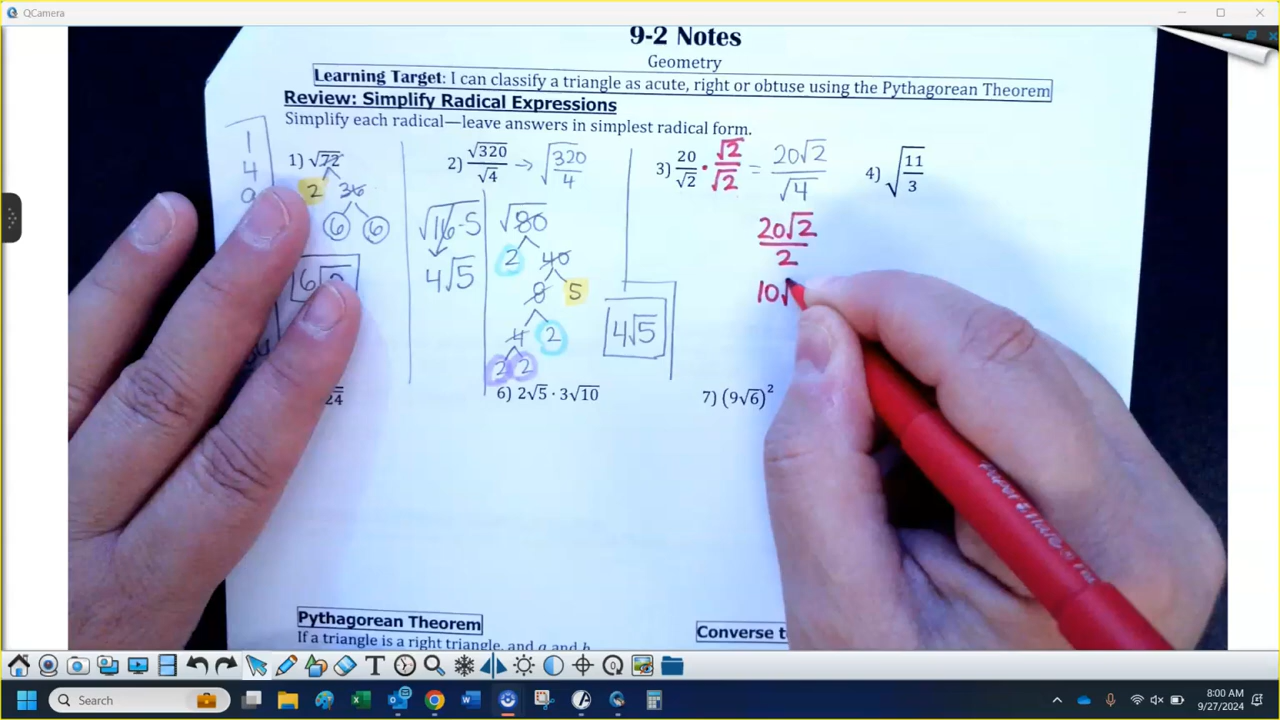 QCamera
9-2 Notes
Geometry
Learning Target: I can classify a triangle as acute, right or obtuse using the Pythagorean Theorem
Review: Simplify Radical Expressions
Simplify each radical—leave answers in simplest radical form.
1
4
1) √72
2 36
6 6
2) √320/√4 → √(320/4)
√16·5
4√5
√80
2 40
8 5
4 2
2 2
4√5
3) 20/√2 · √2/√2 = 20√2/√4
20√2/2
10√
4) √(11/3)
24
6) 2√5 · 3√10
7) (9√6)²
Pythagorean Theorem
If a triangle is a right triangle, and a and b
Converse t
Paper Mate
Search
8:00 AM
9/27/2024